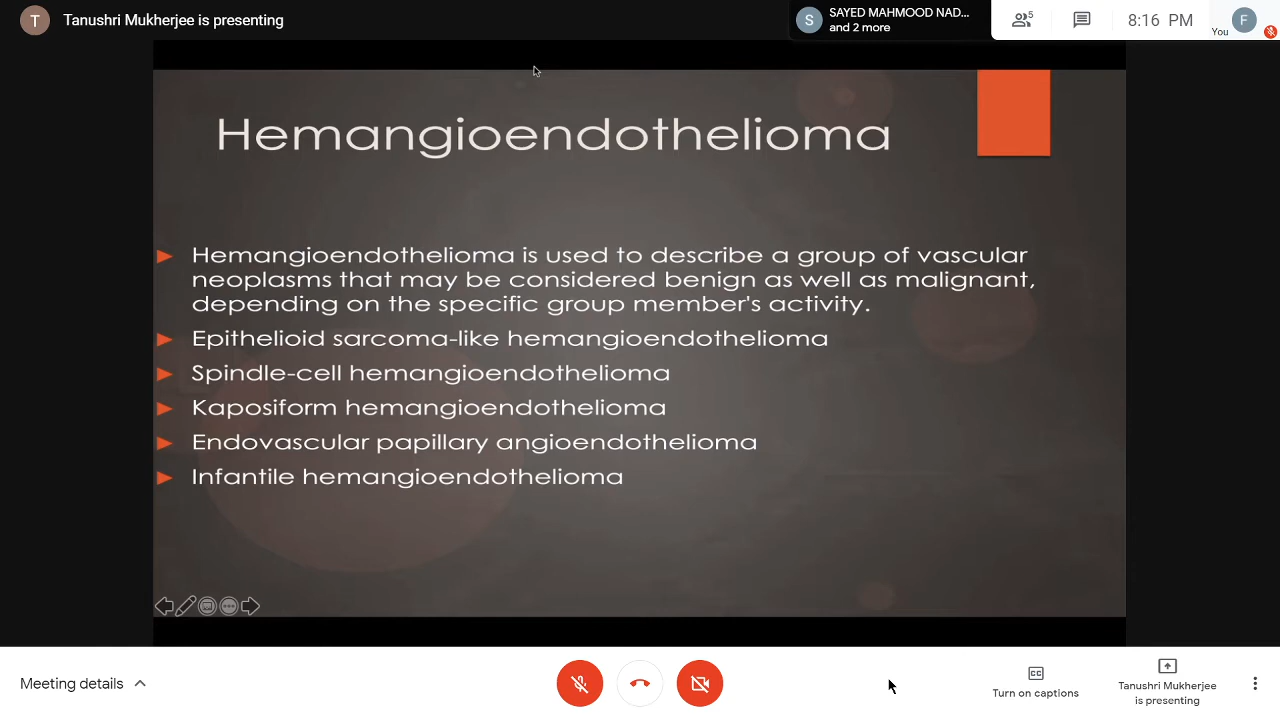 T
Tanushri Mukherjee is presenting
S
SAYED MAHMOOD NAD...
and 2 more
5
8:16 PM
You
F
Hemangioendothelioma
Hemangioendothelioma is used to describe a group of vascular
neoplasms that may be considered benign as well as malignant,
depending on the specific group member's activity.
Epithelioid sarcoma-like hemangioendothelioma
Spindle-cell hemangioendothelioma
Kaposiform hemangioendothelioma
Endovascular papillary angioendothelioma
Infantile hemangioendothelioma
Meeting details
CC
Turn on captions
Tanushri Mukherjee
is presenting